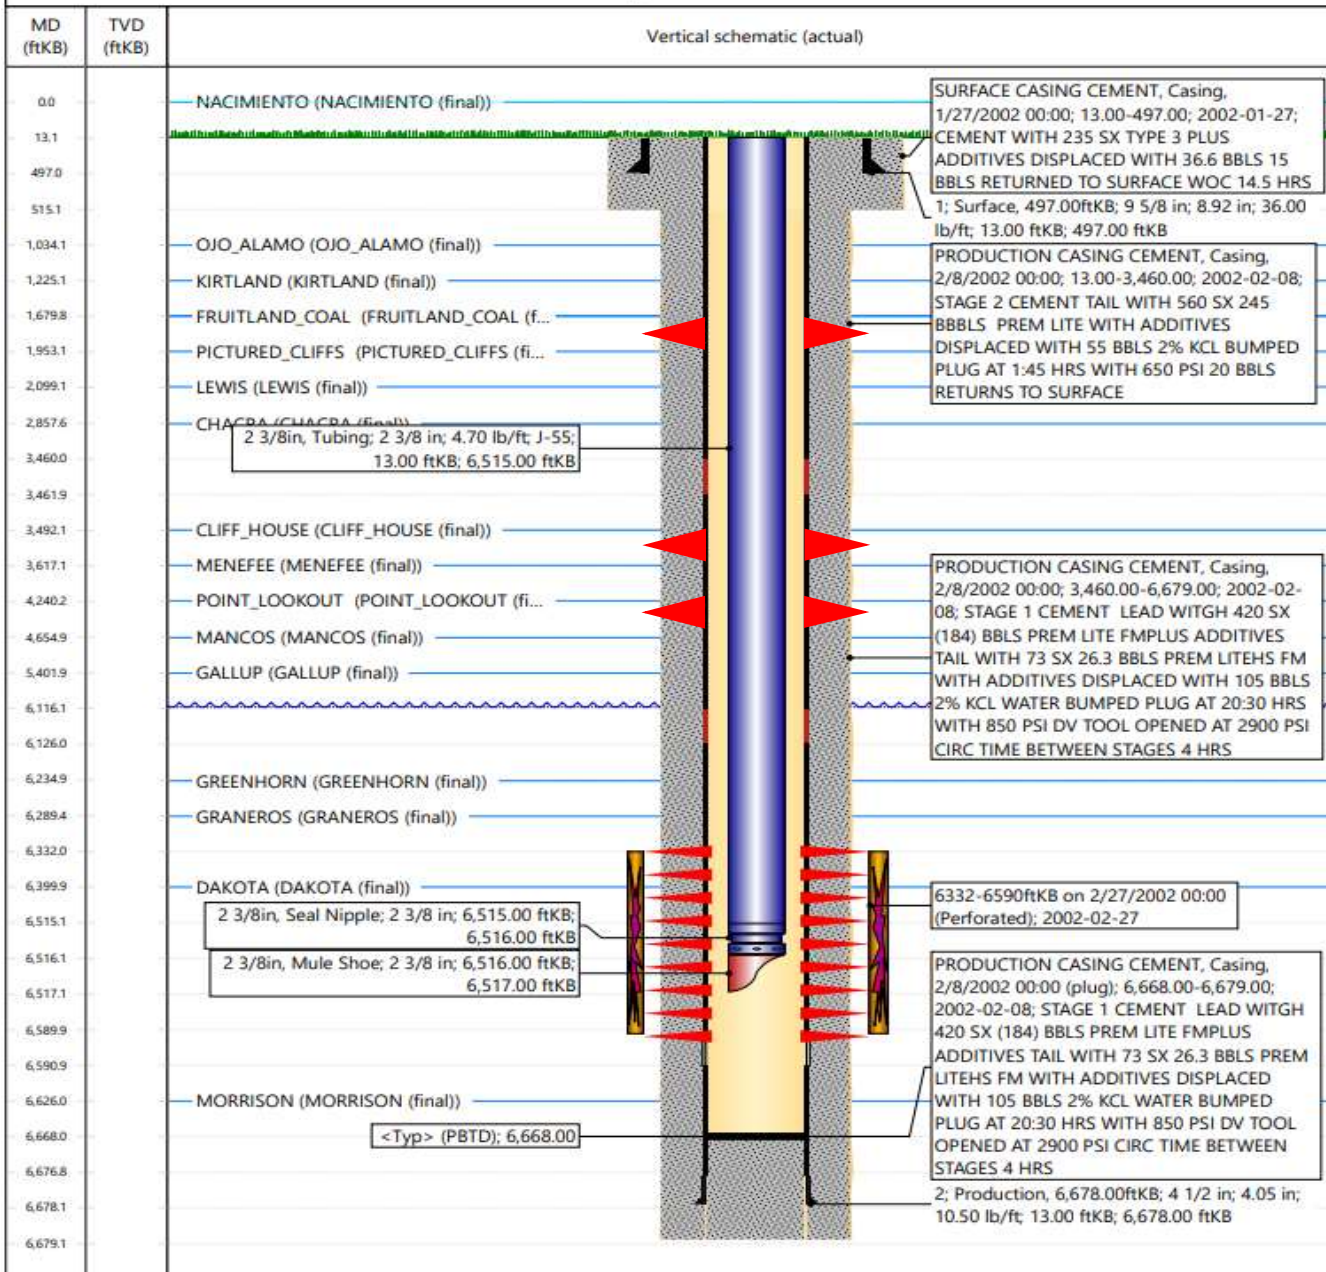 MD
(ftKB)
TVD
(ftKB)
Vertical schematic (actual)
0.0
13.1
497.0
515.1
1,034.1
1,225.1
1,679.8
1,953.1
2,099.1
2,857.6
3,460.0
3,461.9
3,492.1
3,617.1
4,240.2
4,654.9
5,401.9
6,116.1
6,126.0
6,234.9
6,289.4
6,332.0
6,399.9
6,515.1
6,516.1
6,517.1
6,589.9
6,590.9
6,626.0
6,668.0
6,676.8
6,678.1
6,679.1
NACIMIENTO (NACIMIENTO (final))
OJO_ALAMO (OJO_ALAMO (final))
KIRTLAND (KIRTLAND (final))
FRUITLAND_COAL (FRUITLAND_COAL (f...
PICTURED_CLIFFS (PICTURED_CLIFFS (fi...
LEWIS (LEWIS (final))
CHACRA (CHACRA (final))
2 3/8in, Tubing; 2 3/8 in; 4.70 lb/ft; J-55;
13.00 ftKB; 6,515.00 ftKB
CLIFF_HOUSE (CLIFF_HOUSE (final))
MENEFEE (MENEFEE (final))
POINT_LOOKOUT (POINT_LOOKOUT (fi...
MANCOS (MANCOS (final))
GALLUP (GALLUP (final))
GREENHORN (GREENHORN (final))
GRANEROS (GRANEROS (final))
DAKOTA (DAKOTA (final))
2 3/8in, Seal Nipple; 2 3/8 in; 6,515.00 ftKB;
6,516.00 ftKB
2 3/8in, Mule Shoe; 2 3/8 in; 6,516.00 ftKB;
6,517.00 ftKB
MORRISON (MORRISON (final))
<Typ> (PBTD); 6,668.00
SURFACE CASING CEMENT, Casing,
1/27/2002 00:00; 13.00-497.00; 2002-01-27;
CEMENT WITH 235 SX TYPE 3 PLUS
ADDITIVES DISPLACED WITH 36.6 BBLS 15
BBLS RETURNED TO SURFACE WOC 14.5 HRS
1; Surface, 497.00ftKB; 9 5/8 in; 8.92 in; 36.00
lb/ft; 13.00 ftKB; 497.00 ftKB
PRODUCTION CASING CEMENT, Casing,
2/8/2002 00:00; 13.00-3,460.00; 2002-02-08;
STAGE 2 CEMENT TAIL WITH 560 SX 245
BBBLS PREM LITE WITH ADDITIVES
DISPLACED WITH 55 BBLS 2% KCL BUMPED
PLUG AT 1:45 HRS WITH 650 PSI 20 BBLS
RETURNS TO SURFACE
PRODUCTION CASING CEMENT, Casing,
2/8/2002 00:00; 3,460.00-6,679.00; 2002-02-
08; STAGE 1 CEMENT LEAD WITGH 420 SX
(184) BBLS PREM LITE FMPLUS ADDITIVES
TAIL WITH 73 SX 26.3 BBLS PREM LITEHS FM
WITH ADDITIVES DISPLACED WITH 105 BBLS
2% KCL WATER BUMPED PLUG AT 20:30 HRS
WITH 850 PSI DV TOOL OPENED AT 2900 PSI
CIRC TIME BETWEEN STAGES 4 HRS
6332-6590ftKB on 2/27/2002 00:00
(Perforated); 2002-02-27
PRODUCTION CASING CEMENT, Casing,
2/8/2002 00:00 (plug); 6,668.00-6,679.00;
2002-02-08; STAGE 1 CEMENT LEAD WITGH
420 SX (184) BBLS PREM LITE FMPLUS
ADDITIVES TAIL WITH 73 SX 26.3 BBLS PREM
LITEHS FM WITH ADDITIVES DISPLACED
WITH 105 BBLS 2% KCL WATER BUMPED
PLUG AT 20:30 HRS WITH 850 PSI DV TOOL
OPENED AT 2900 PSI CIRC TIME BETWEEN
STAGES 4 HRS
2; Production, 6,678.00ftKB; 4 1/2 in; 4.05 in;
10.50 lb/ft; 13.00 ftKB; 6,678.00 ftKB